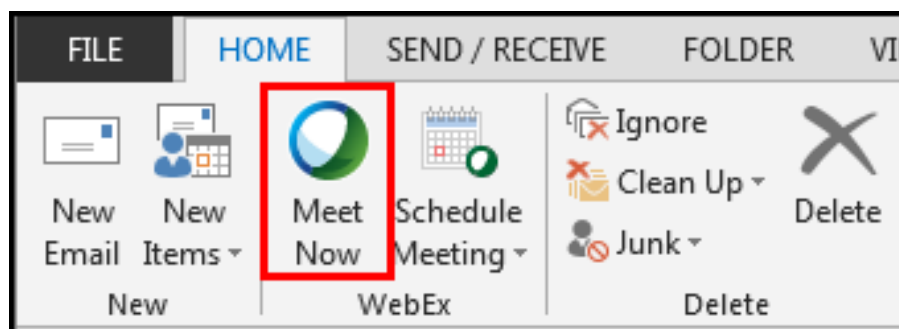 FILE HOME SEND / RECEIVE FOLDER VI
New Email
New Items
Meet Now
Schedule Meeting
Ignore
Clean Up
Junk
Delete
New WebEx Delete